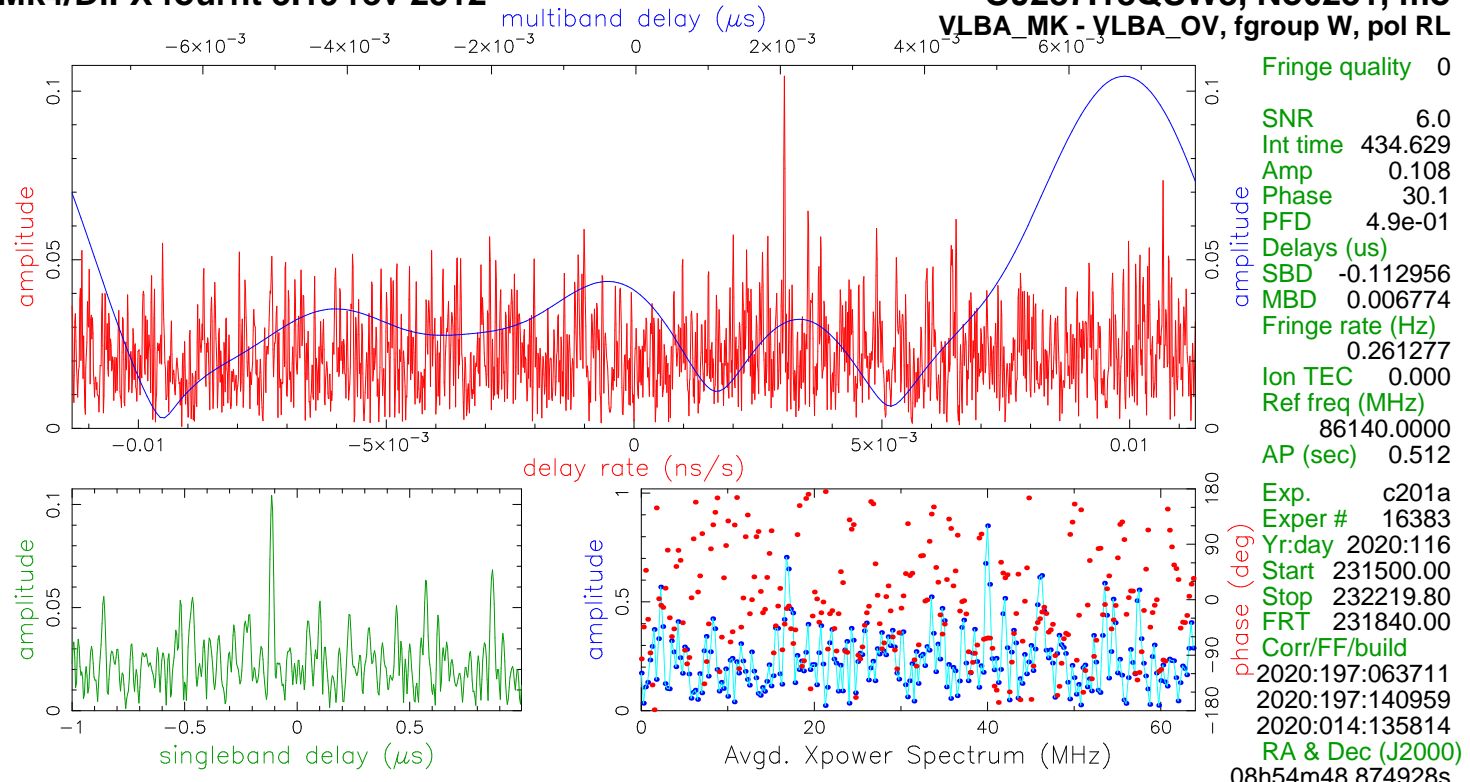 multiband delay (μs)
VLBA_MK - VLBA_OV, fgroup W, pol RL
−6×10−3 −4×10−3 −2×10−3 0 2×10−3 4×10−3 6×10−3
0.1 0.05 0
amplitude
0.1 0.05 0
amplitude
−0.01 −5×10−3 0 5×10−3 0.01
delay rate (ns/s)
Fringe quality 0
SNR 6.0
Int time 434.629
Amp 0.108
Phase 30.1
PFD 4.9e-01
Delays (us)
SBD -0.112956
MBD 0.006774
Fringe rate (Hz)
0.261277
Ion TEC 0.000
Ref freq (MHz)
86140.0000
AP (sec) 0.512
Exp. c201a
Exper # 16383
Yr:day 2020:116
Start 231500.00
Stop 232219.80
FRT 231840.00
Corr/FF/build
2020:197:063711
2020:197:140959
2020:014:135814
RA & Dec (J2000)
08h54m48.874928s
0.1 0.05 0
amplitude
−1 −0.5 0 0.5
singleband delay (μs)
1 0.5 0
amplitude
0 20 40 60
Avgd. Xpower Spectrum (MHz)
180 90 0 −90 −180
phase (deg)